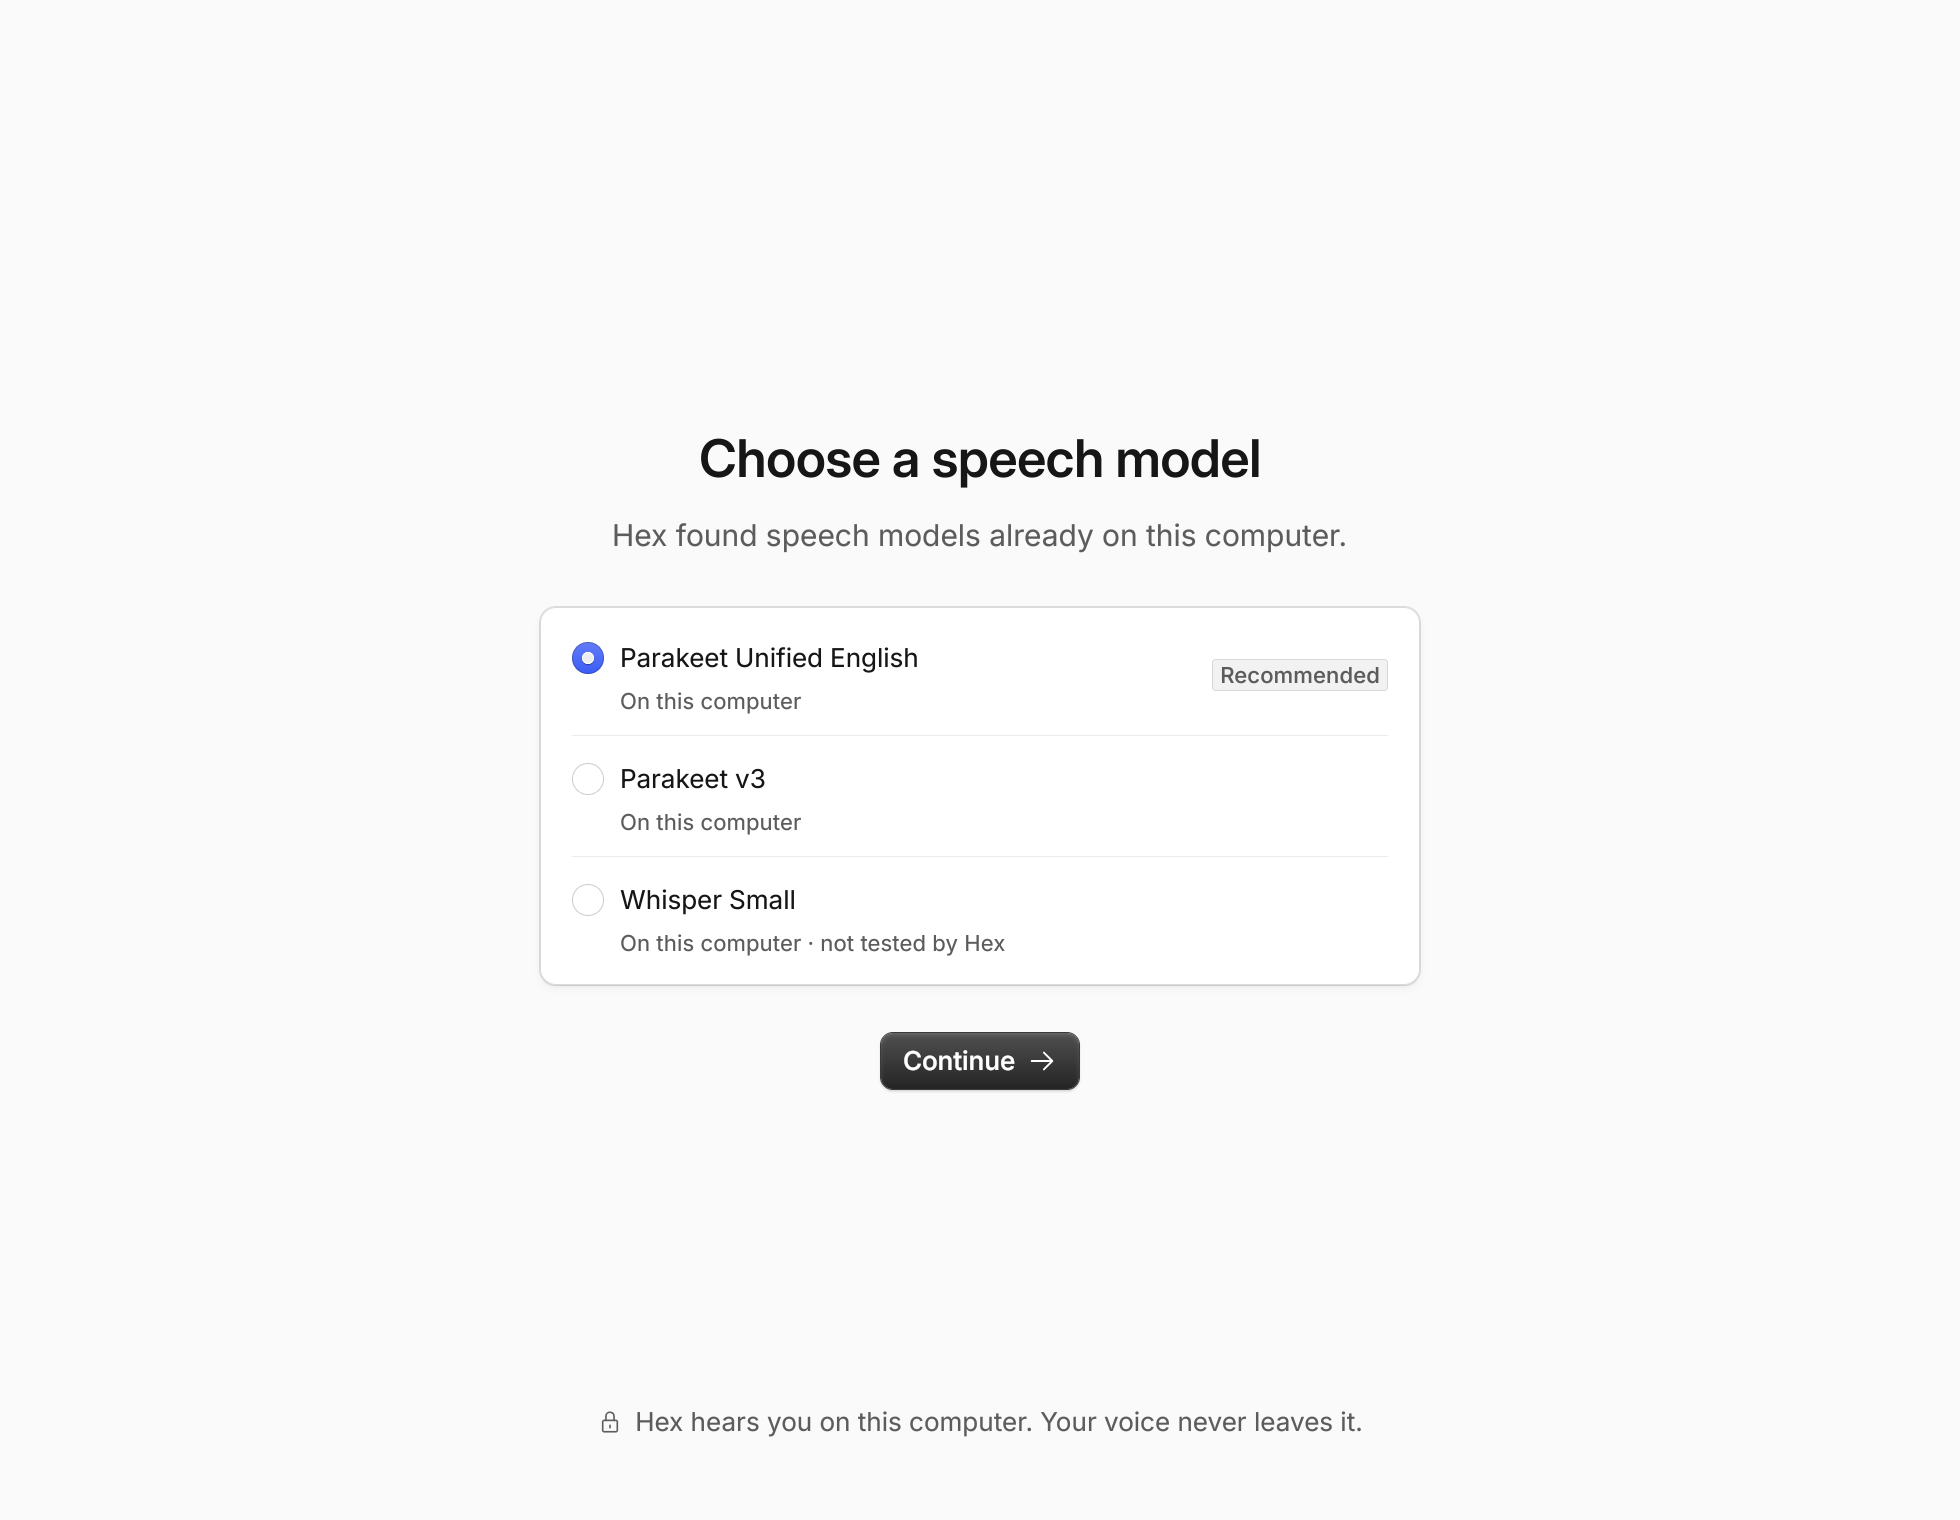 Choose a speech model
Hex found speech models already on this computer.
Parakeet Unified English
Recommended
On this computer
Parakeet v3
On this computer
Whisper Small
On this computer · not tested by Hex
Continue
Hex hears you on this computer. Your voice never leaves it.